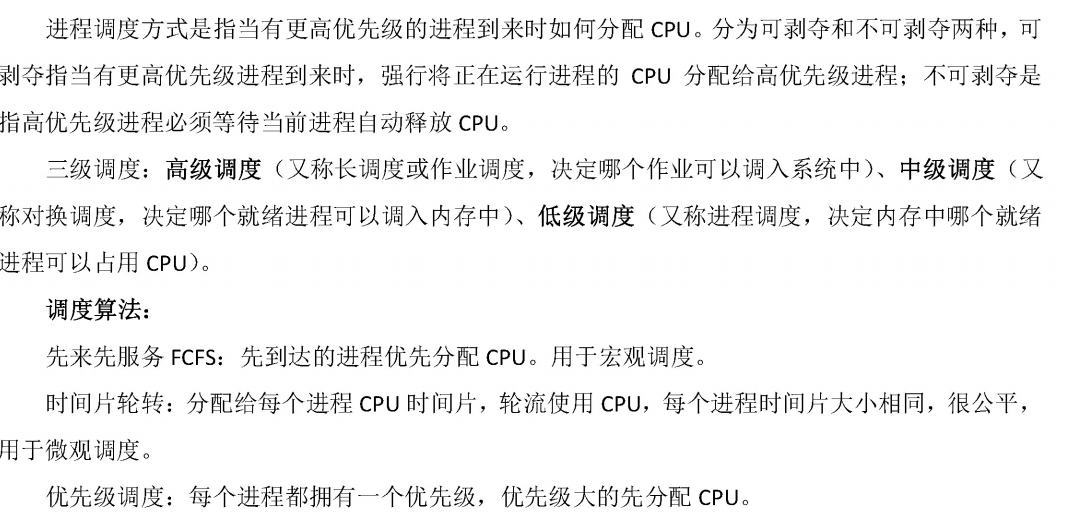 进程调度方式是指当有更高优先级的进程到来时如何分配 CPU。分为可剥夺和不可剥夺两种，可
剥夺指当有更高优先级进程到来时，强行将正在运行进程的 CPU 分配给高优先级进程；不可剥夺是
指高优先级进程必须等待当前进程自动释放 CPU。
三级调度：高级调度（又称长调度或作业调度，决定哪个作业可以调入系统中）、中级调度（又
称对换调度，决定哪个就绪进程可以调入内存中）、低级调度（又称进程调度，决定内存中哪个就绪
进程可以占用 CPU）。
调度算法：
先来先服务 FCFS：先到达的进程优先分配 CPU。用于宏观调度。
时间片轮转：分配给每个进程 CPU 时间片，轮流使用 CPU，每个进程时间片大小相同，很公平，
用于微观调度。
优先级调度：每个进程都拥有一个优先级，优先级大的先分配 CPU。